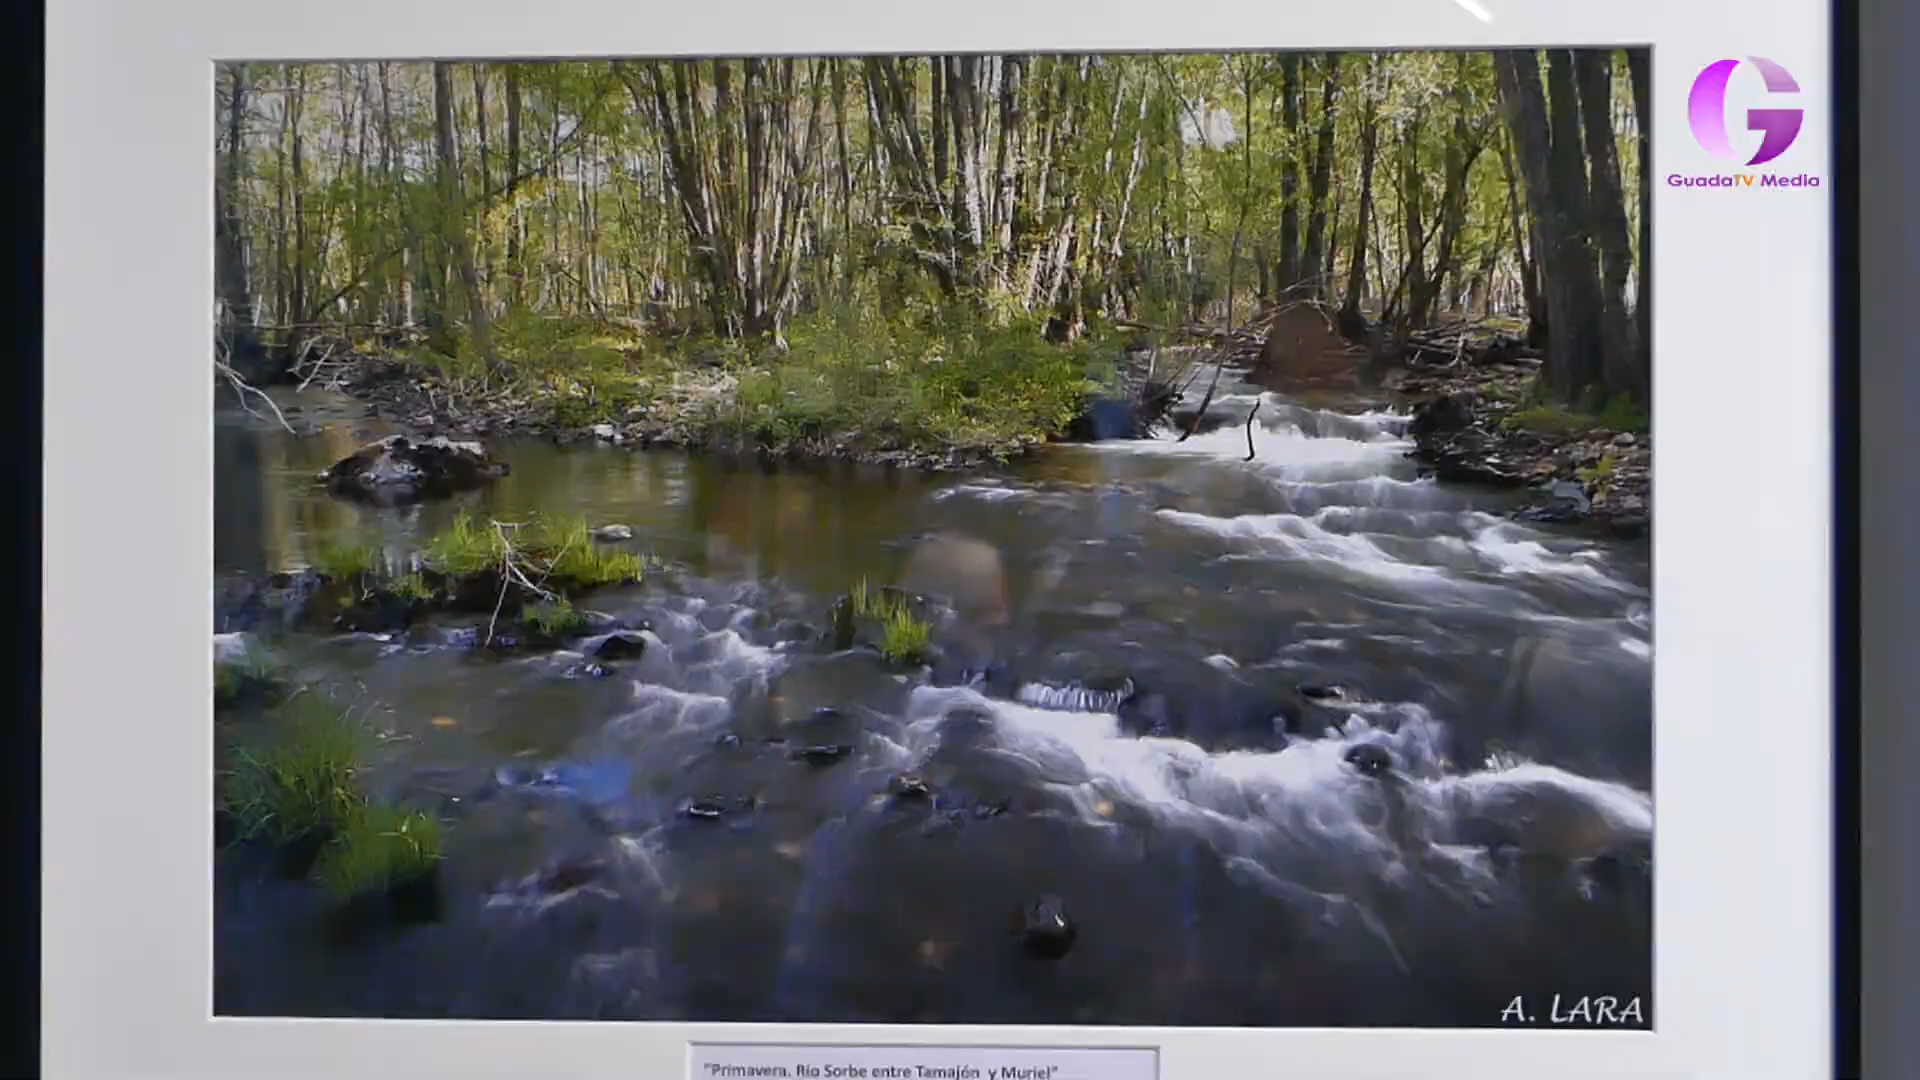 GuadaTV Media
A. LARA
"Primavera. Río Sorbe entre Tamajón y Muriel"